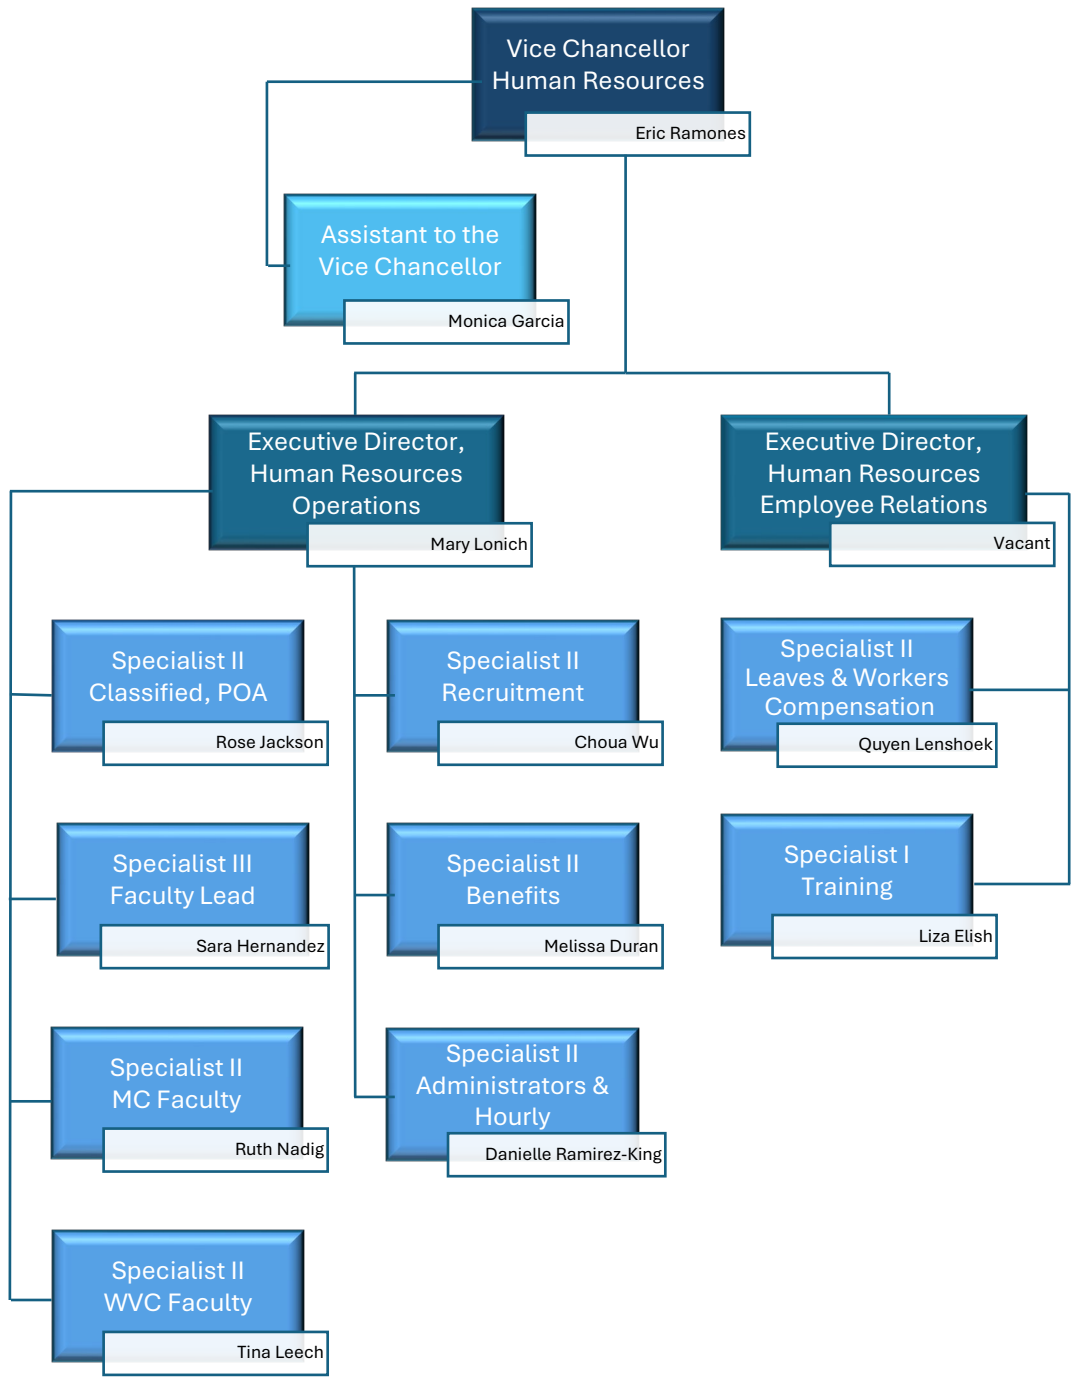 Vice Chancellor
Human Resources
Eric Ramones
Assistant to the
Vice Chancellor
Monica Garcia
Executive Director,
Human Resources
Operations
Mary Lonich
Executive Director,
Human Resources
Employee Relations
Vacant
Specialist II
Classified, POA
Rose Jackson
Specialist II
Recruitment
Choua Wu
Specialist II
Leaves & Workers
Compensation
Quyen Lenshoek
Specialist III
Faculty Lead
Sara Hernandez
Specialist II
Benefits
Melissa Duran
Specialist I
Training
Liza Elish
Specialist II
MC Faculty
Ruth Nadig
Specialist II
Administrators &
Hourly
Danielle Ramirez-King
Specialist II
WVC Faculty
Tina Leech